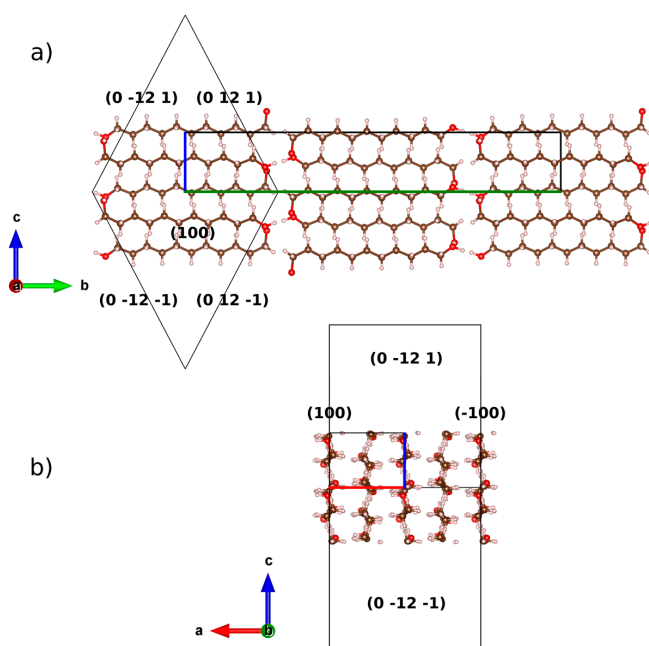 a)
(0 -12 1) (0 12 1)
c
(100)
a b
(0 -12 -1) (0 12 -1)
(0 -12 1)
(100) (-100)
b)
c
(0 -12 -1)
a b